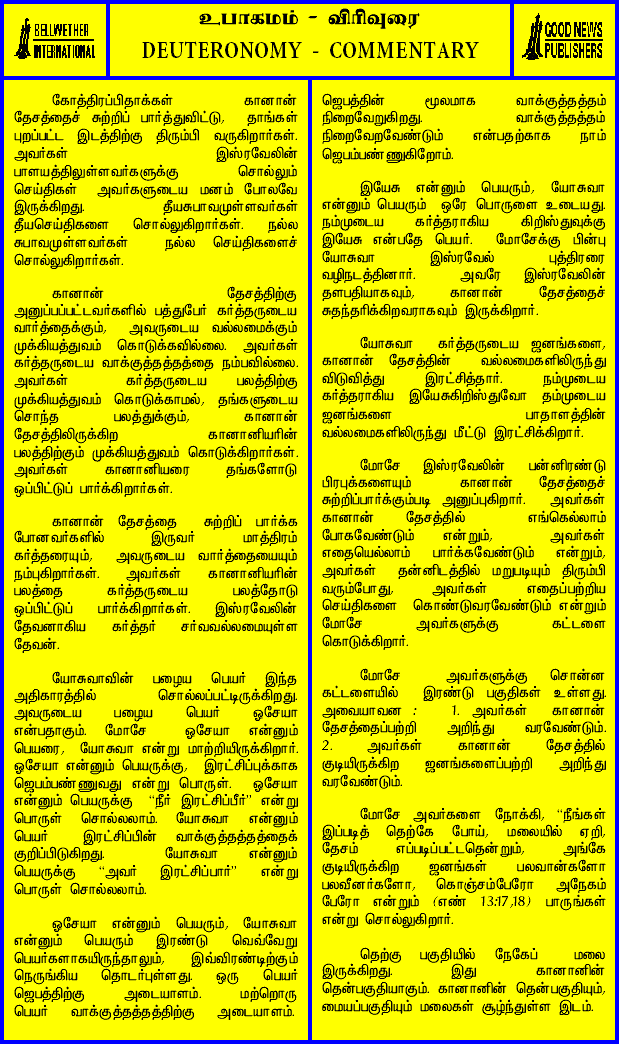 BELLWETHER
INTERNATIONAL
உபாகமம் - விரிவுரை
DEUTERONOMY - COMMENTARY
GOOD NEWS
PUBLISHERS
கோத்திரப்பிதாக்கள் கானான்
தேசத்தைச் சுற்றிப் பார்த்துவிட்டு, தாங்கள்
புறப்பட்ட இடத்திற்கு திரும்பி வருகிறார்கள்.
அவர்கள் இஸ்ரவேலின்
பாளயத்திலுள்ளவர்களுக்கு சொல்லும்
செய்திகள் அவர்களுடைய மனம் போலவே
இருக்கிறது. தீயசுபாவமுள்ளவர்கள்
தீயசெய்திகளை சொல்லுகிறார்கள். நல்ல
சுபாவமுள்ளவர்கள் நல்ல செய்திகளைச்
சொல்லுகிறார்கள்.
கானான் தேசத்திற்கு
அனுப்பப்பட்டவர்களில் பத்துபேர் கர்த்தருடைய
வார்த்தைக்கும், அவருடைய வல்லமைக்கும்
முக்கியத்துவம் கொடுக்கவில்லை. அவர்கள்
கர்த்தருடைய வாக்குத்தத்தத்தை நம்பவில்லை.
அவர்கள் கர்த்தருடைய பலத்திற்கு
முக்கியத்துவம் கொடுக்காமல், தங்களுடைய
சொந்த பலத்துக்கும், கானான்
தேசத்திலிருக்கிற கானானியரின்
பலத்திற்கும் முக்கியத்துவம் கொடுக்கிறார்கள்.
அவர்கள் கானானியரை தங்களோடு
ஒப்பிட்டுப் பார்க்கிறார்கள்.
கானான் தேசத்தை சுற்றிப் பார்க்க
போனவர்களில் இருவர் மாத்திரம்
கர்த்தரையும், அவருடைய வார்த்தையையும்
நம்புகிறார்கள். அவர்கள் கானானியரின்
பலத்தை கர்த்தருடைய பலத்தோடு
ஒப்பிட்டுப் பார்க்கிறார்கள். இஸ்ரவேலின்
தேவனாகிய கர்த்தர் சர்வவல்லமையுள்ள
தேவன்.
யோசுவாவின் பழைய பெயர் இந்த
அதிகாரத்தில் சொல்லப்பட்டிருக்கிறது.
அவருடைய பழைய பெயர் ஓசேயா
என்பதாகும். மோசே ஓசேயா என்னும்
பெயரை, யோசுவா என்று மாற்றியிருக்கிறார்.
ஓசேயா என்னும் பெயருக்கு, இரட்சிப்புக்காக
ஜெபம்பண்ணுவது என்று பொருள். ஓசேயா
என்னும் பெயருக்கு “நீர் இரட்சிப்பீர்” என்று
பொருள் சொல்லலாம். யோசுவா என்னும்
பெயர் இரட்சிப்பின் வாக்குத்தத்தத்தைக்
குறிப்பிடுகிறது. யோசுவா என்னும்
பெயருக்கு “அவர் இரட்சிப்பார்” என்று
பொருள் சொல்லலாம்.
ஓசேயா என்னும் பெயரும், யோசுவா
என்னும் பெயரும் இரண்டு வெவ்வேறு
பெயர்களாகயிருந்தாலும், இவ்விரண்டிற்கும்
நெருங்கிய தொடர்புள்ளது. ஒரு பெயர்
ஜெபத்திற்கு அடையாளம். மற்றொரு
பெயர் வாக்குத்தத்தத்திற்கு அடையாளம்.
ஜெபத்தின் மூலமாக வாக்குத்தத்தம்
நிறைவேறுகிறது. வாக்குத்தத்தம்
நிறைவேறவேண்டும் என்பதற்காக நாம்
ஜெபம்பண்ணுகிறோம்.
இயேசு என்னும் பெயரும், யோசுவா
என்னும் பெயரும் ஒரே பொருளை உடையது.
நம்முடைய கர்த்தராகிய கிறிஸ்துவுக்கு
இயேசு என்பதே பெயர். மோசேக்கு பின்பு
யோசுவா இஸ்ரவேல் புத்திரரை
வழிநடத்தினார். அவரே இஸ்ரவேலின்
தளபதியாகவும், கானான் தேசத்தைச்
சுதந்தரிக்கிறவராகவும் இருக்கிறார்.
யோசுவா கர்த்தருடைய ஜனங்களை,
கானான் தேசத்தின் வல்லமைகளிலிருந்து
விடுவித்து இரட்சித்தார். நம்முடைய
கர்த்தராகிய இயேசுகிறிஸ்துவோ தம்முடைய
ஜனங்களை பாதாளத்தின்
வல்லமைகளிலிருந்து மீட்டு இரட்சிக்கிறார்.
மோசே இஸ்ரவேலின் பன்னிரண்டு
பிரபுக்களையும் கானான் தேசத்தைச்
சுற்றிப்பார்க்கும்படி அனுப்புகிறார். அவர்கள்
கானான் தேசத்தில் எங்கெல்லாம்
போகவேண்டும் என்றும், அவர்கள்
எதையெல்லாம் பார்க்கவேண்டும் என்றும்,
அவர்கள் தன்னிடத்தில் மறுபடியும் திரும்பி
வரும்போது, அவர்கள் எதைப்பற்றிய
செய்திகளை கொண்டுவரவேண்டும் என்றும்
மோசே அவர்களுக்கு கட்டளை
கொடுக்கிறார்.
மோசே அவர்களுக்கு சொன்ன
கட்டளையில் இரண்டு பகுதிகள் உள்ளது.
அவையாவன : 1. அவர்கள் கானான்
தேசத்தைப்பற்றி அறிந்து வரவேண்டும்.
2. அவர்கள் கானான் தேசத்தில்
குடியிருக்கிற ஜனங்களைப்பற்றி அறிந்து
வரவேண்டும்.
மோசே அவர்களை நோக்கி, “நீங்கள்
இப்படித் தெற்கே போய், மலையில் ஏறி,
தேசம் எப்படிப்பட்டதென்றும், அங்கே
குடியிருக்கிற ஜனங்கள் பலவான்களோ
பலவீனர்களோ, கொஞ்சம்பேரோ அநேகம்
பேரோ என்றும் (எண் 13:17,18) பாருங்கள்
என்று சொல்லுகிறார்.
தெற்கு பகுதியில் நேகேப் மலை
இருக்கிறது. இது கானானின்
தென்பகுதியாகும். கானானின் தென்பகுதியும்,
மையப்பகுதியும் மலைகள் சூழ்ந்துள்ள இடம்.